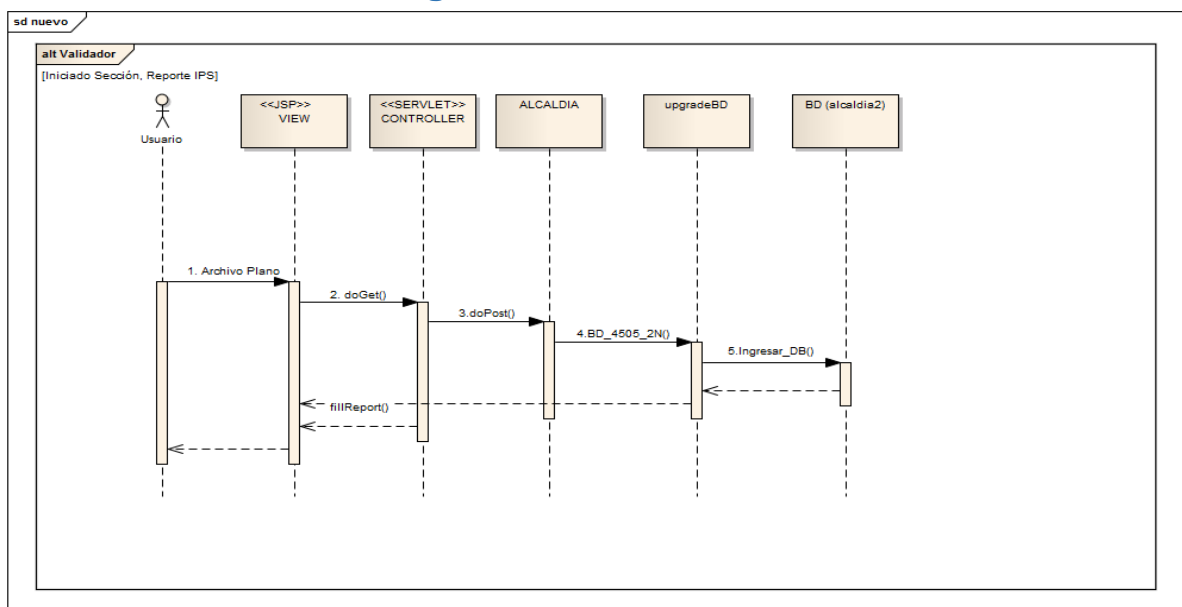 sd nuevo
alt Validador
[Iniciado Sección, Reporte IPS]
Usuario
<<JSP>>
VIEW
<<SERVLET>>
CONTROLLER
ALCALDIA
upgradeBD
BD (alcaldia2)
1. Archivo Plano
2. doGet()
3.doPost()
4.BD_4505_2N()
5.Ingresar_DB()
fillReport()